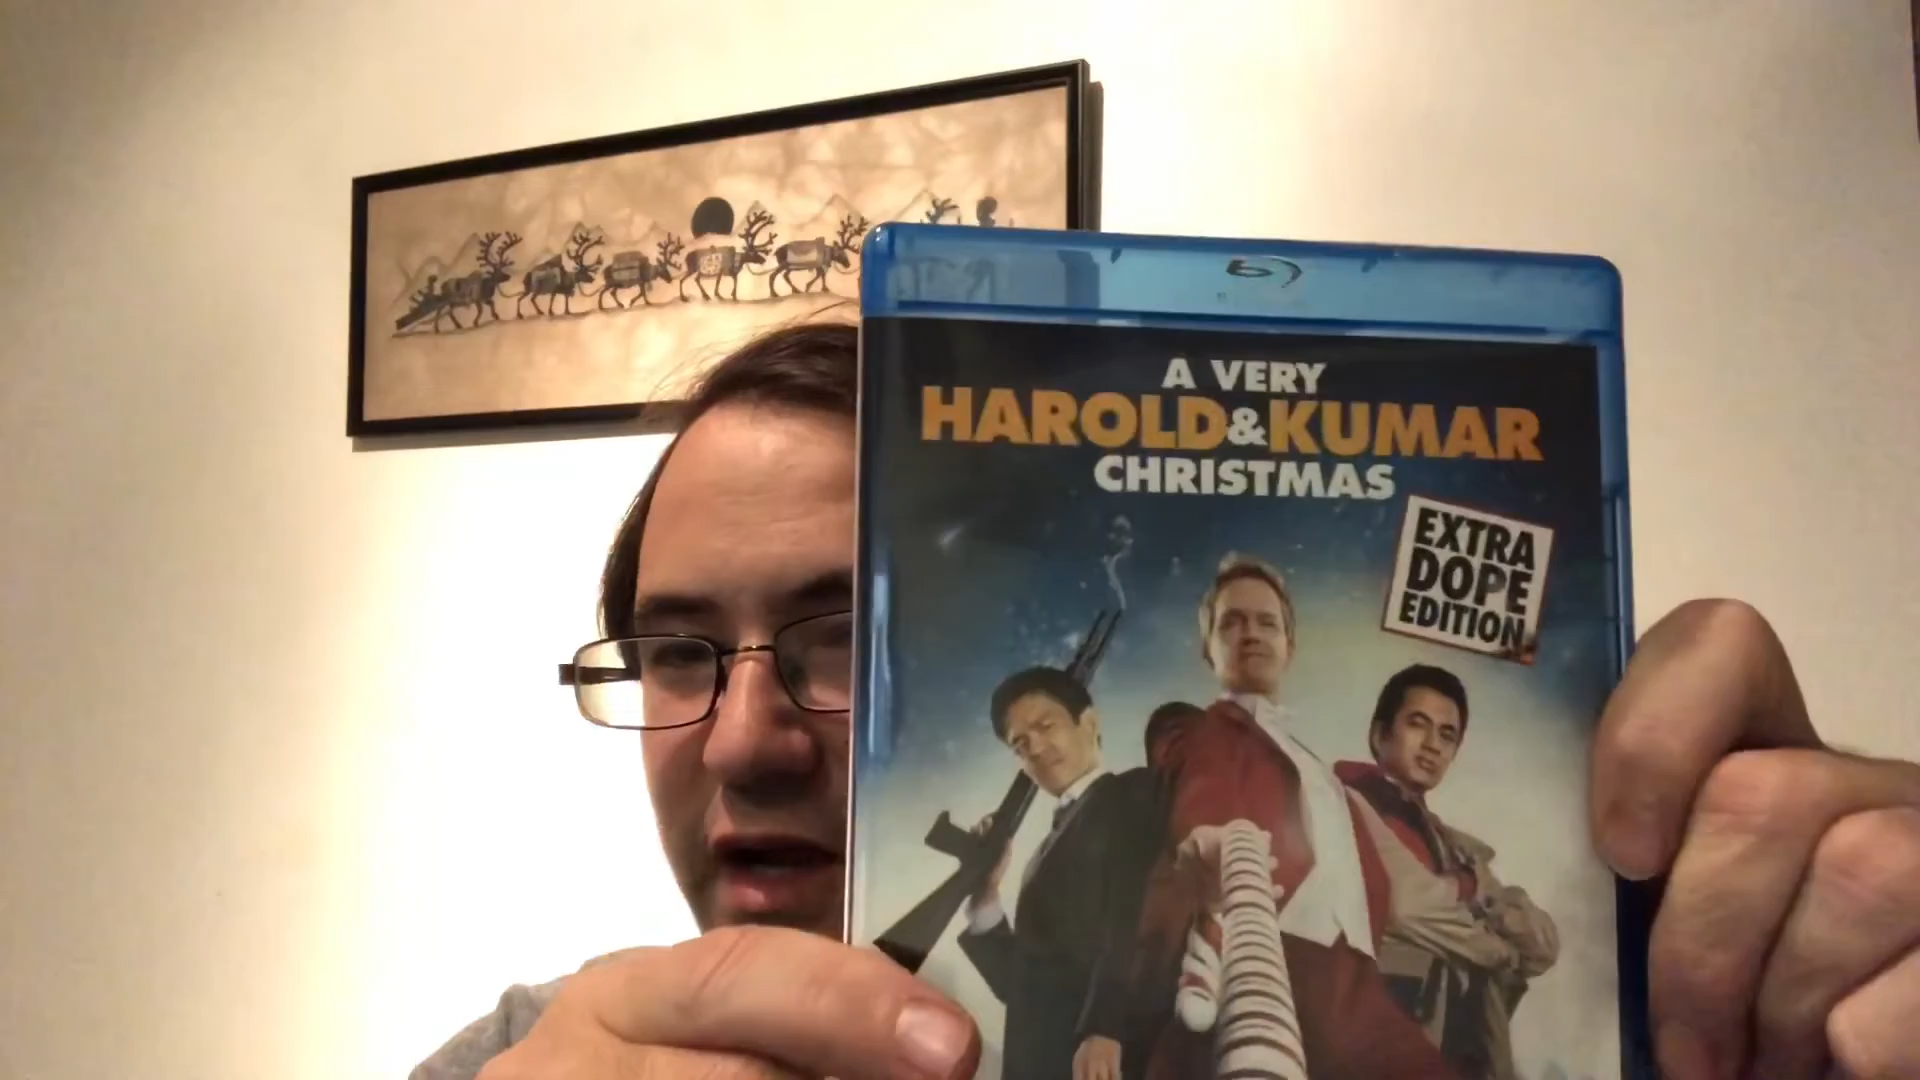 A VERY
HAROLD & KUMAR
CHRISTMAS
EXTRA
DOPE
EDITION